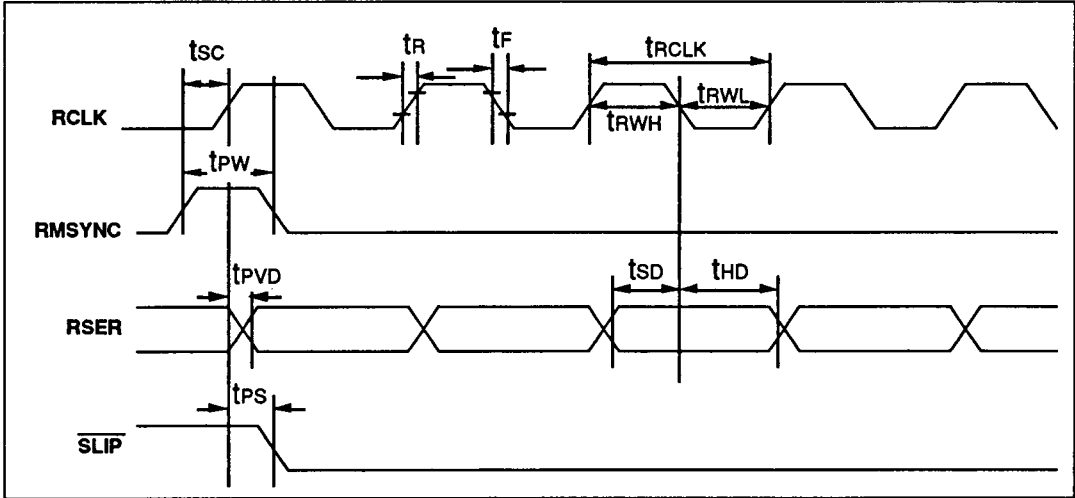 tSC
tR
tF
tRCLK
RCLK
tRWH
tRWL
tPW
RMSYNC
tPVD
tSD
tHD
RSER
tPS
SLIP